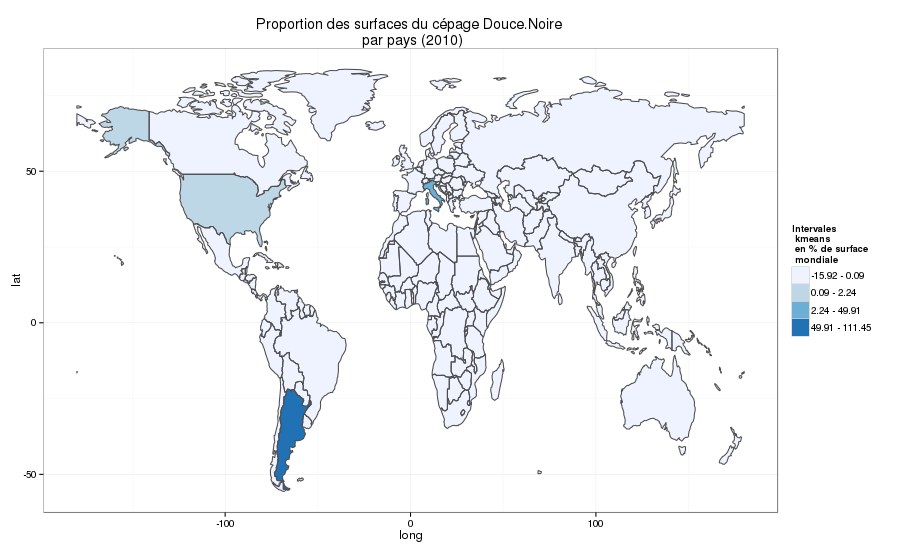 Proportion des surfaces du cépage Douce.Noire
par pays (2010)
50
0
-50
lat
-100
0
100
long
Intervales
kmeans
en % de surface
mondiale
-15.92 - 0.09
0.09 - 2.24
2.24 - 49.91
49.91 - 111.45